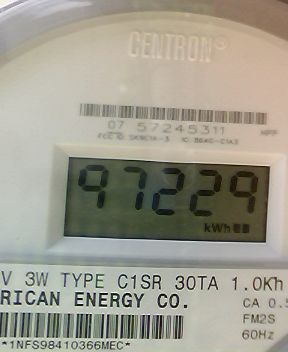 CENTRON®
07 57245311
97229
kWh
V 3W TYPE C1SR 30TA 1.0Kh
RICAN ENERGY CO.
CA 0.5
FM2S
60Hz
*1NFS98410366MEC*